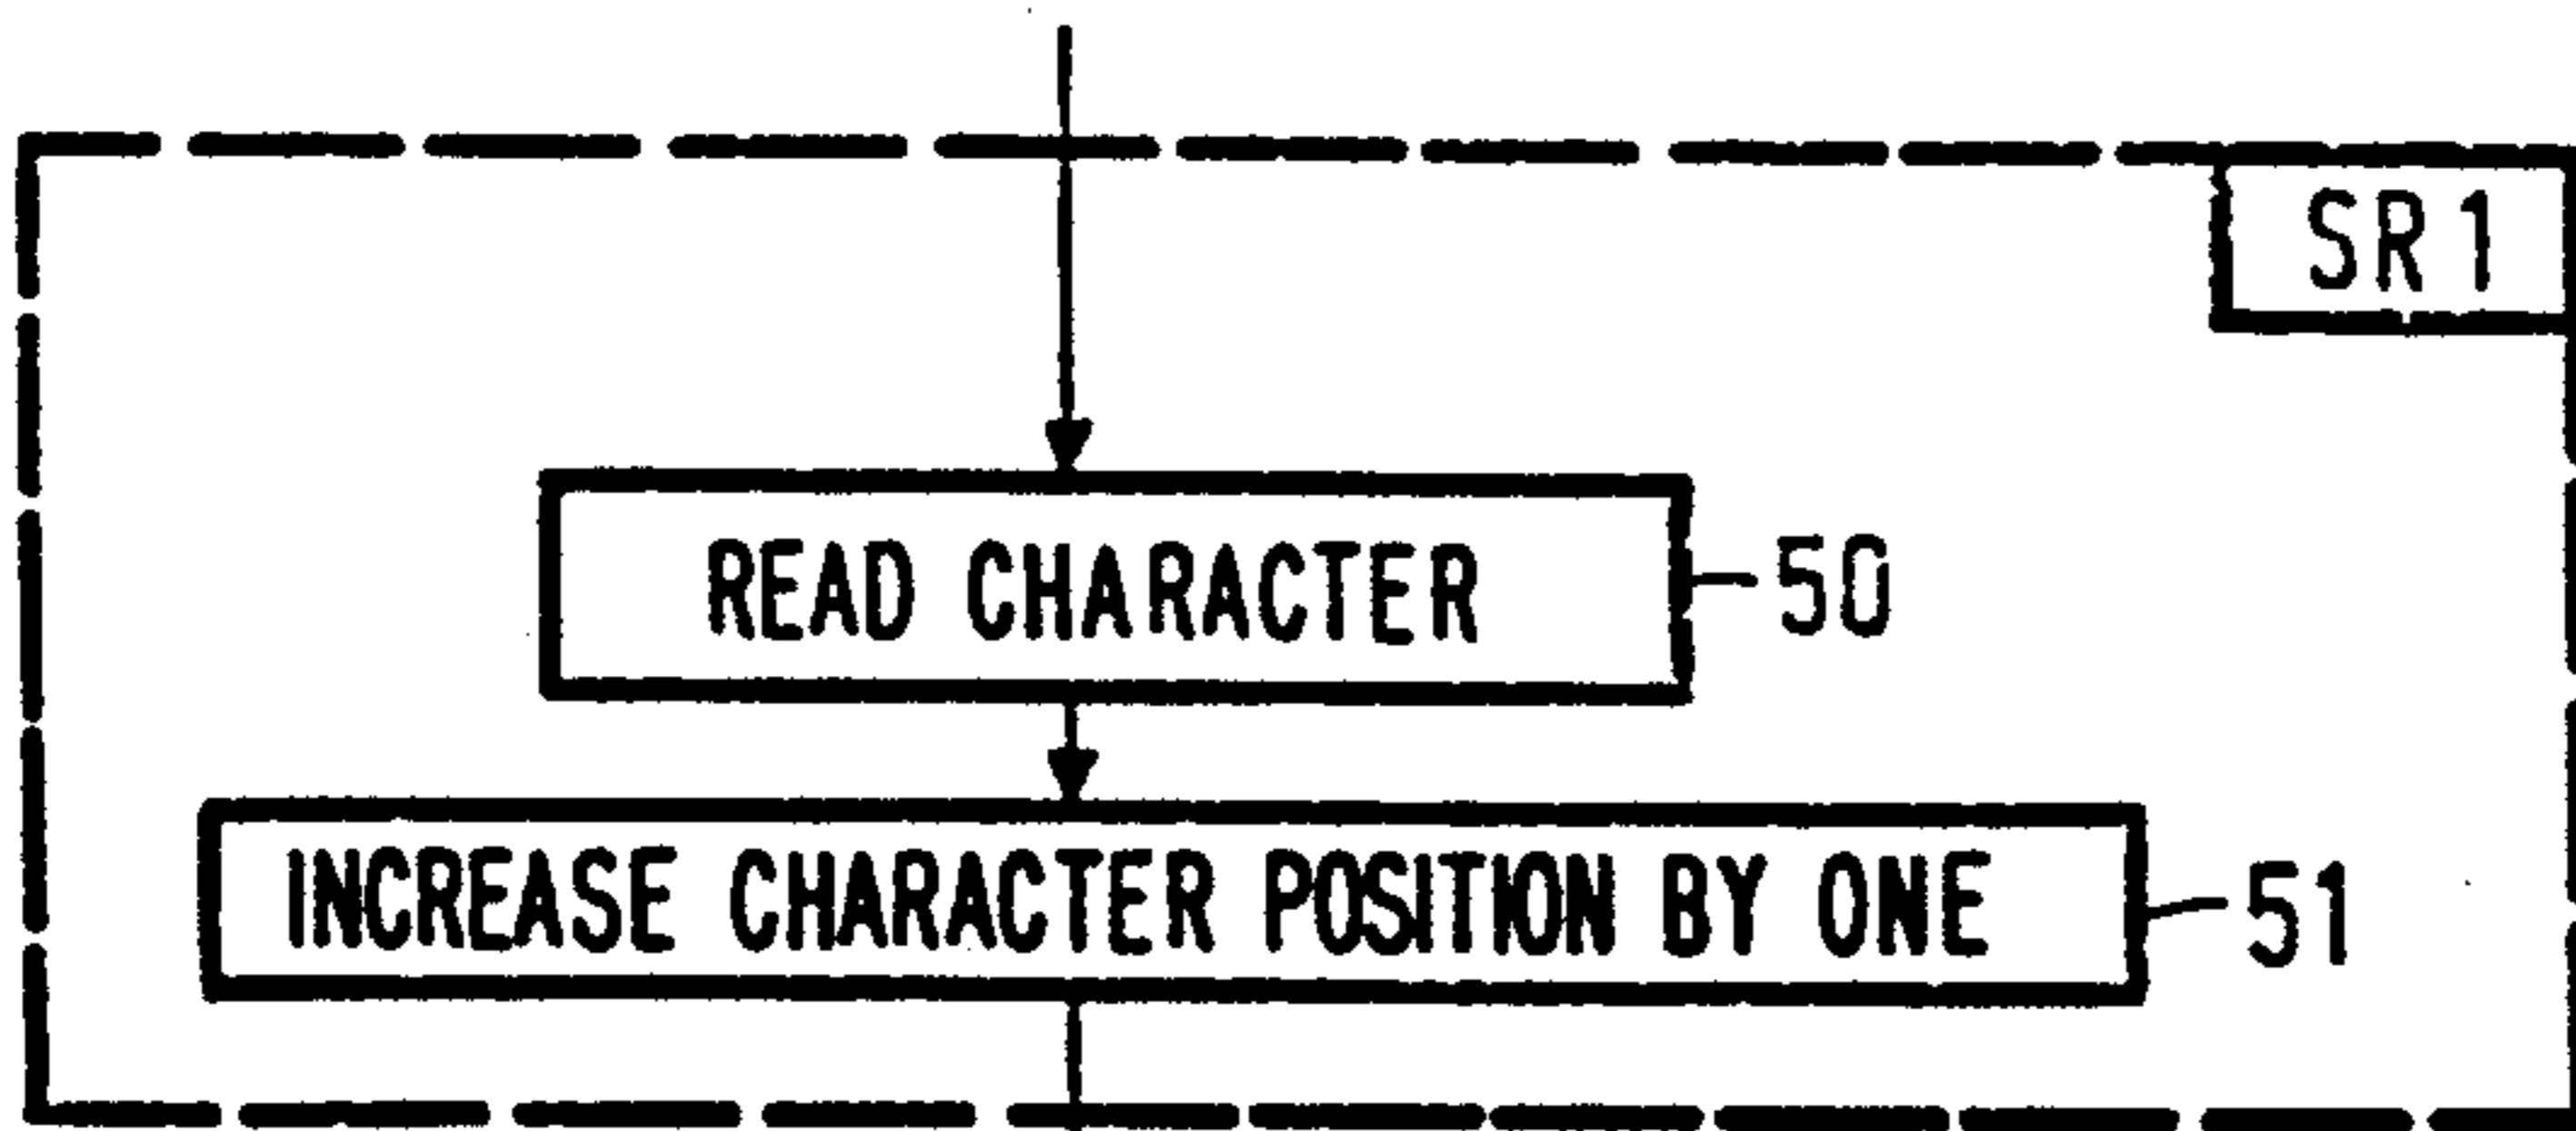 SR1
READ CHARACTER
50
INCREASE CHARACTER POSITION BY ONE
51